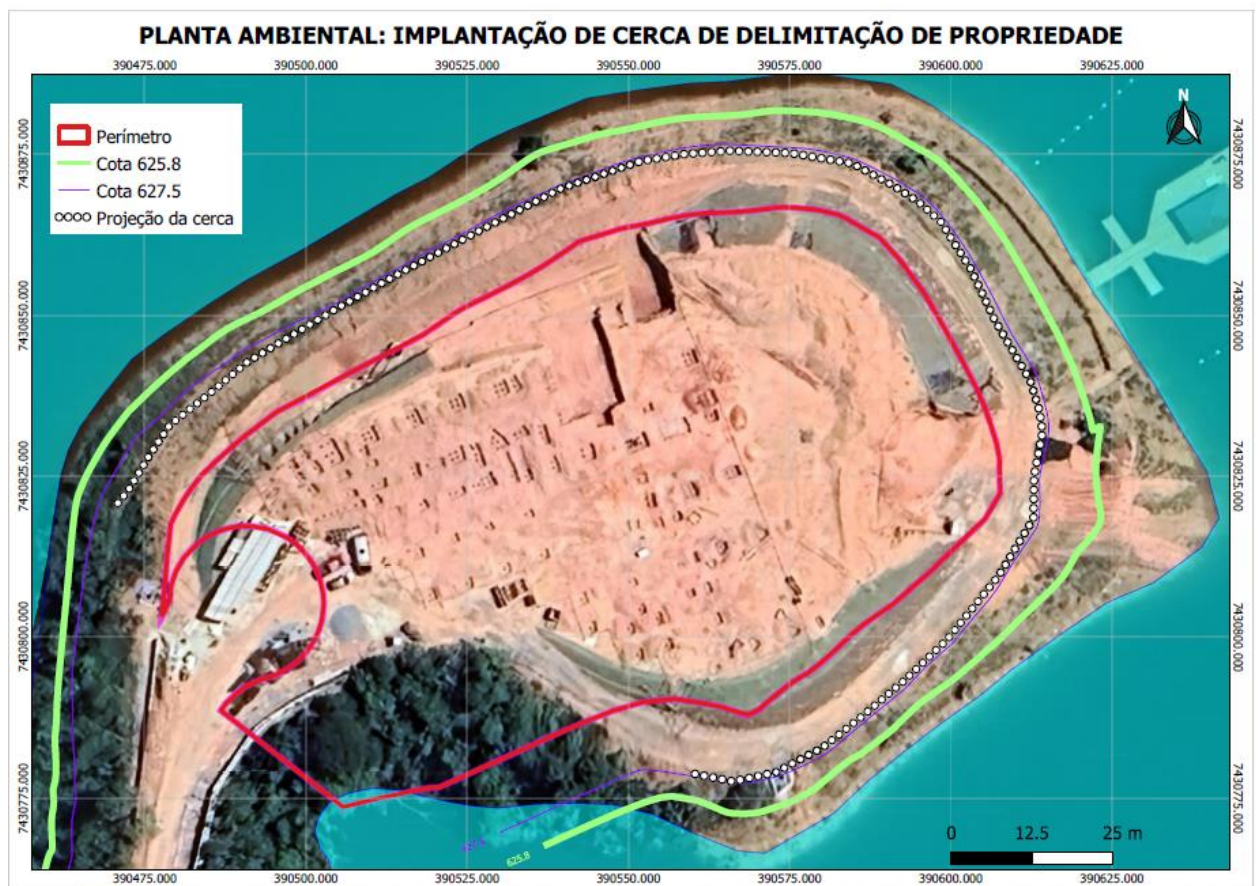 PLANTA AMBIENTAL: IMPLANTAÇÃO DE CERCA DE DELIMITAÇÃO DE PROPRIEDADE
390475.000 390500.000 390525.000 390550.000 390575.000 390600.000 390625.000
N
Perímetro
Cota 625.8
Cota 627.5
Projeção da cerca
7430875.000 7430875.000
7430850.000 7430850.000
7430825.000 7430825.000
7430800.000 7430800.000
7430775.000 7430775.000
625.8
0 12.5 25 m
390475.000 390500.000 390525.000 390550.000 390575.000 390600.000 390625.000